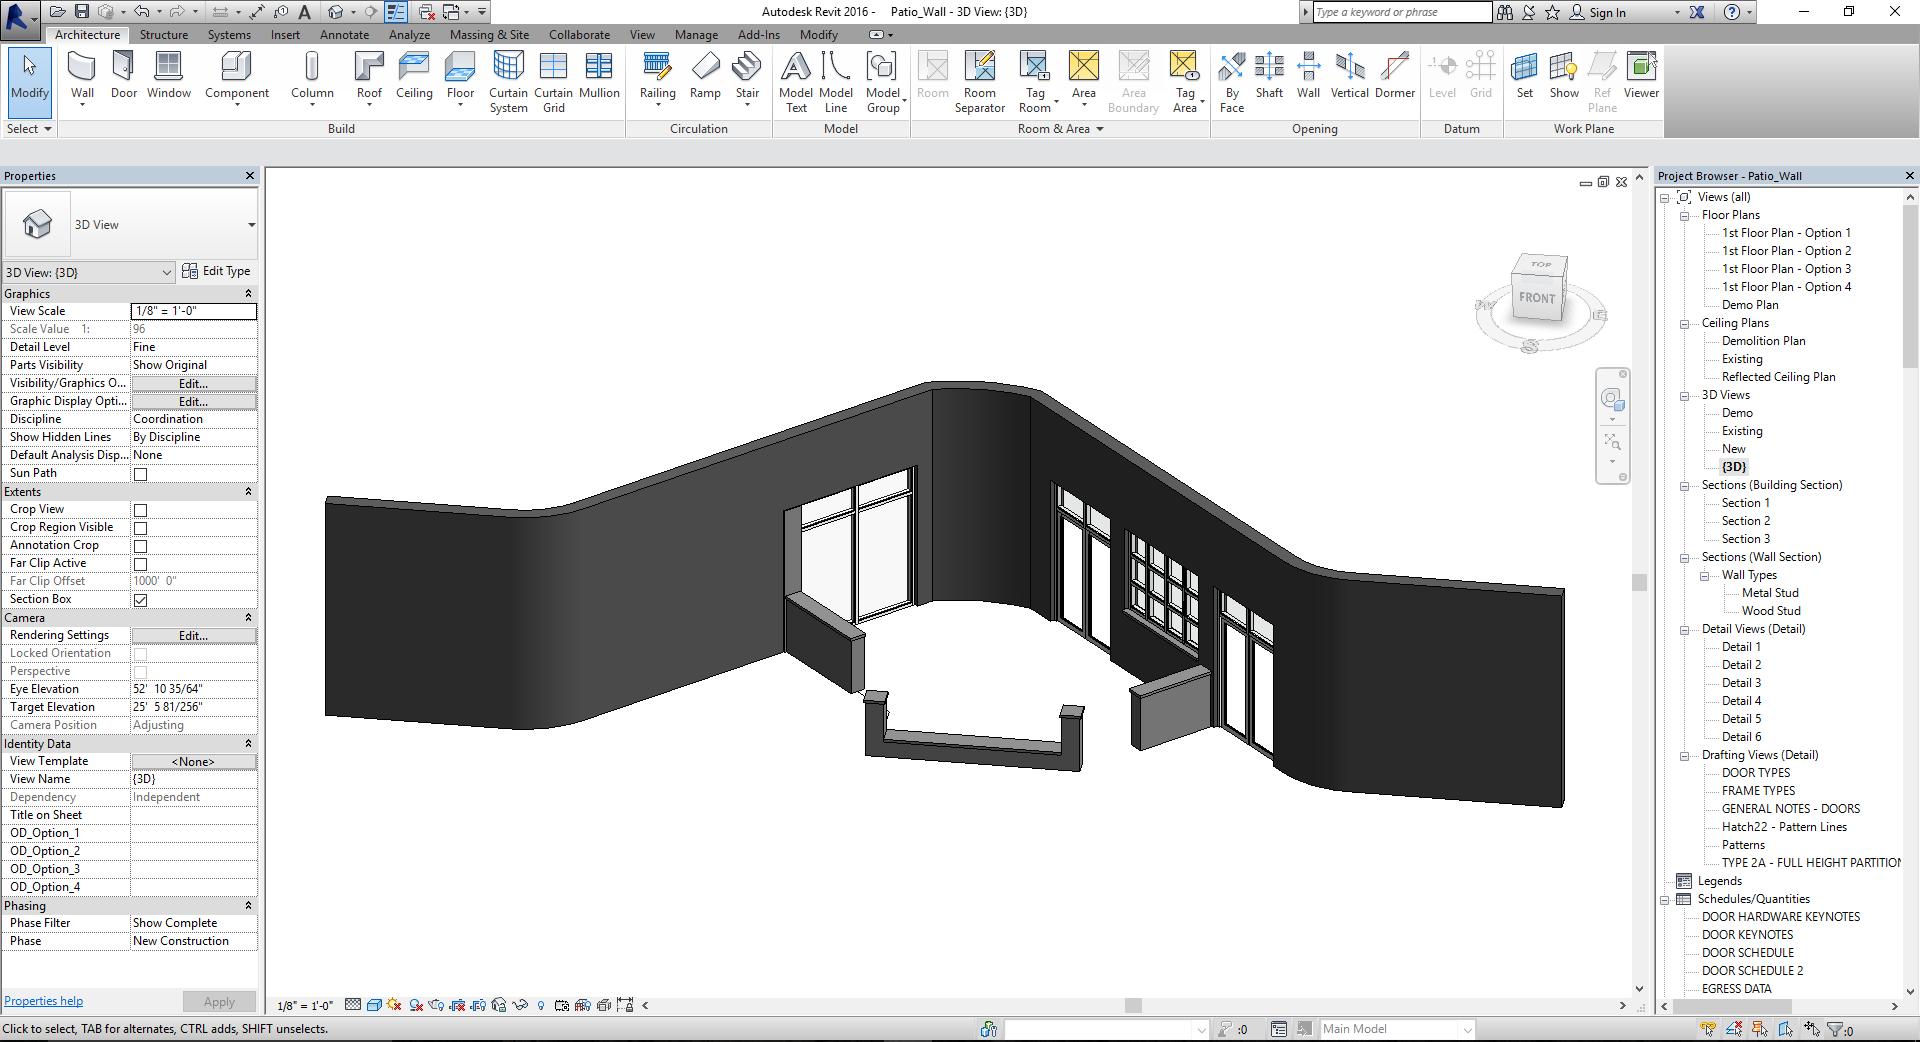 Autodesk Revit 2016 - Patio_Wall - 3D View: {3D}
Type a keyword or phrase
Sign In
Architecture Structure Systems Insert Annotate Analyze Massing & Site Collaborate View Manage Add-Ins Modify
Modify Wall Door Window Component Column Roof Ceiling Floor Curtain System Curtain Grid Mullion Railing Ramp Stair Model Text Model Line Model Group Room Room Separator Tag Room Area Area Boundary Tag Area By Face Shaft Wall Vertical Dormer Level Grid Set Show Ref Plane Viewer
Select Build Circulation Model Room & Area Opening Datum Work Plane
Properties
3D View
3D View: {3D} Edit Type
Graphics
View Scale 1/8" = 1'-0"
Scale Value 1: 96
Detail Level Fine
Parts Visibility Show Original
Visibility/Graphics O... Edit...
Graphic Display Opti... Edit...
Discipline Coordination
Show Hidden Lines By Discipline
Default Analysis Disp... None
Sun Path
Extents
Crop View
Crop Region Visible
Annotation Crop
Far Clip Active
Far Clip Offset 1000' 0"
Section Box
Camera
Rendering Settings Edit...
Locked Orientation
Perspective
Eye Elevation 52' 10 35/64"
Target Elevation 25' 5 81/256"
Camera Position Adjusting
Identity Data
View Template <None>
View Name {3D}
Dependency Independent
Title on Sheet
OD_Option_1
OD_Option_2
OD_Option_3
OD_Option_4
Phasing
Phase Filter Show Complete
Phase New Construction
Properties help Apply
TOP
FRONT
S
E
1/8" = 1'-0"
Project Browser - Patio_Wall
Views (all)
Floor Plans
1st Floor Plan - Option 1
1st Floor Plan - Option 2
1st Floor Plan - Option 3
1st Floor Plan - Option 4
Demo Plan
Ceiling Plans
Demolition Plan
Existing
Reflected Ceiling Plan
3D Views
Demo
Existing
New
{3D}
Sections (Building Section)
Section 1
Section 2
Section 3
Sections (Wall Section)
Wall Types
Metal Stud
Wood Stud
Detail Views (Detail)
Detail 1
Detail 2
Detail 3
Detail 4
Detail 5
Detail 6
Drafting Views (Detail)
DOOR TYPES
FRAME TYPES
GENERAL NOTES - DOORS
Hatch22 - Pattern Lines
Patterns
TYPE 2A - FULL HEIGHT PARTITION
Legends
Schedules/Quantities
DOOR HARDWARE KEYNOTES
DOOR KEYNOTES
DOOR SCHEDULE
DOOR SCHEDULE 2
EGRESS DATA
Click to select, TAB for alternates, CTRL adds, SHIFT unselects.
:0
Main Model
:0